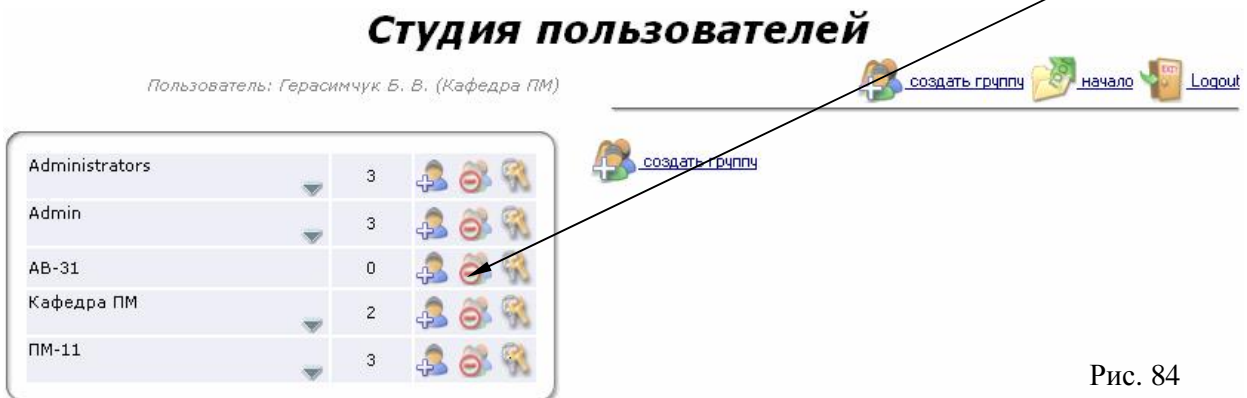 Студия пользователей
Пользователь: Герасимчук Б. В. (Кафедра ПМ)
создать группу начало Logout
Administrators 3
Admin 3
АВ-31 0
Кафедра ПМ 2
ПМ-11 3
создать группу
Рис. 84